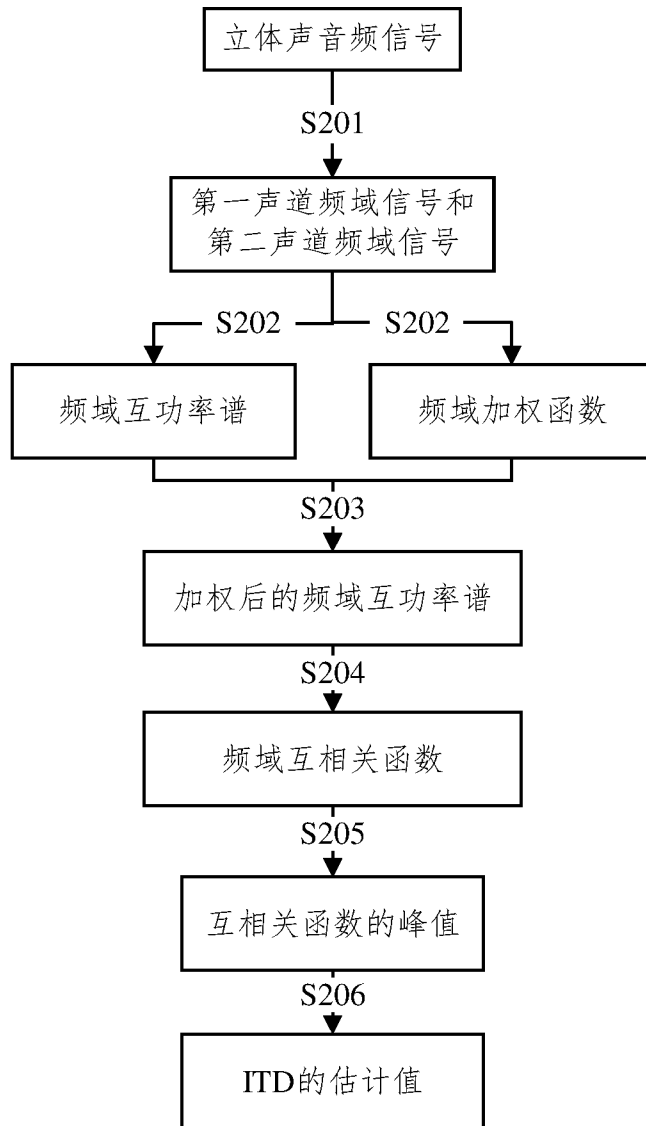 立体声音频信号
S201
第一声道频域信号和
第二声道频域信号
S202
S202
频域互功率谱
频域加权函数
S203
加权后的频域互功率谱
S204
频域互相关函数
S205
互相关函数的峰值
S206
ITD的估计值